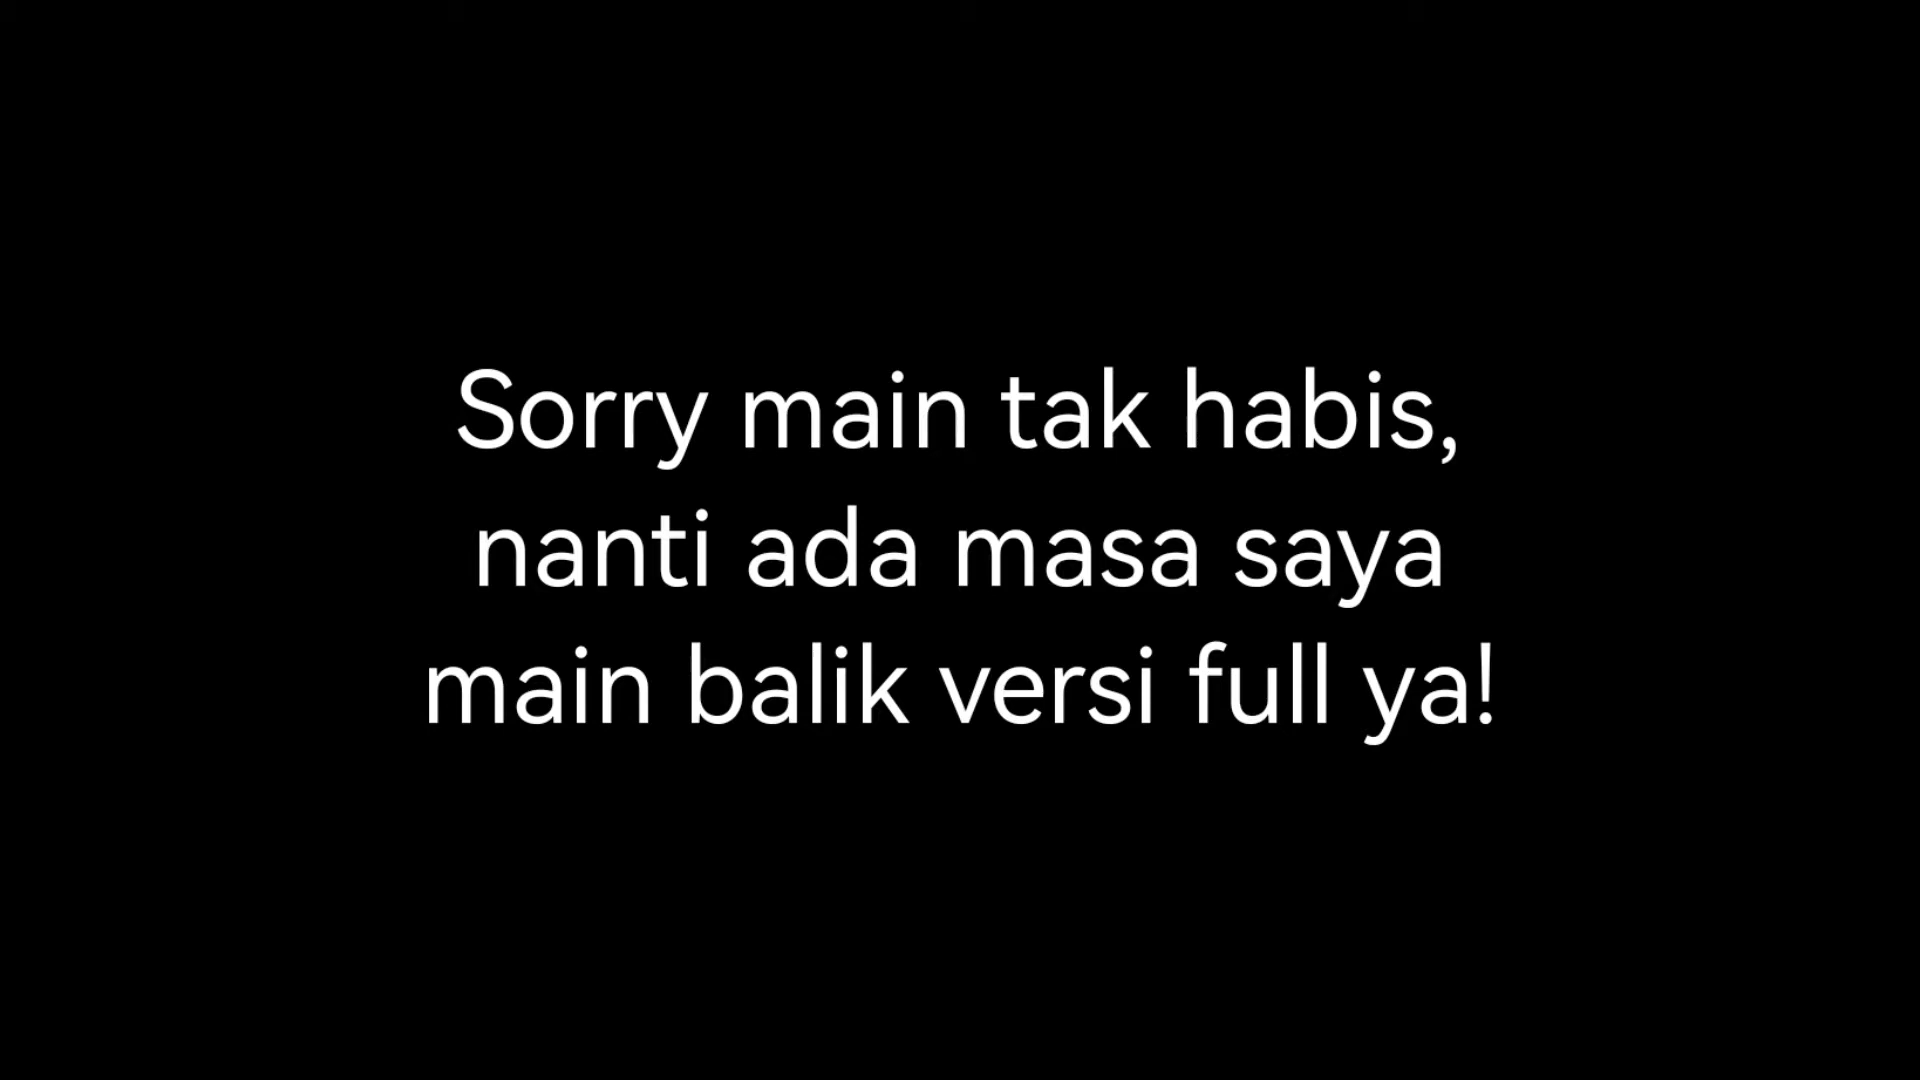 Sorry main tak habis,
nanti ada masa saya
main balik versi full ya!